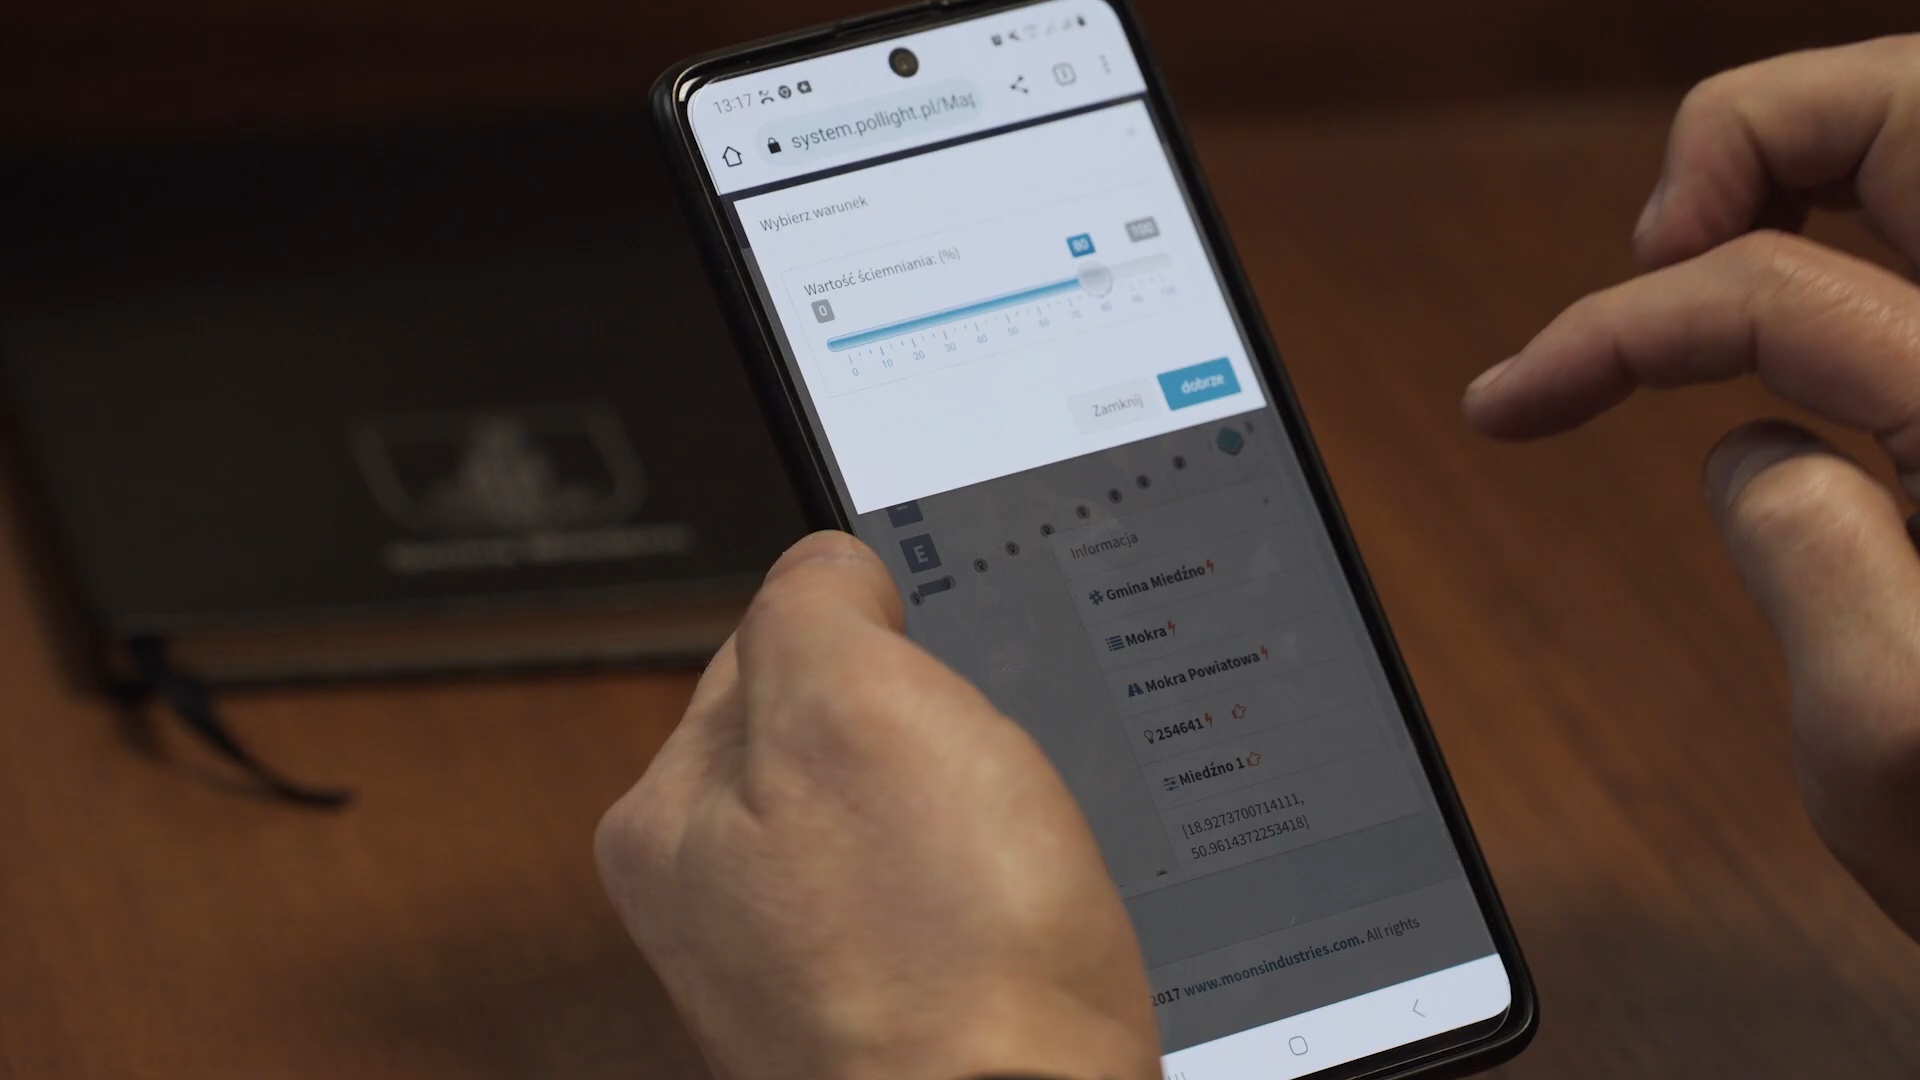 13:17
system.pollight.pl/Map
Wybierz warunek
Wartość ściemniania: (%)
0 80 100
0 10 20 30 40 50 60 70 80 90 100
Zamknij dobrze
E
Informacja
Gmina Miedźno
Mokra
Mokra Powiatowa
254641
Miedźno 1
[18.9273700714111,
50.9614372253418]
2017 www.moonsindustries.com. All rights